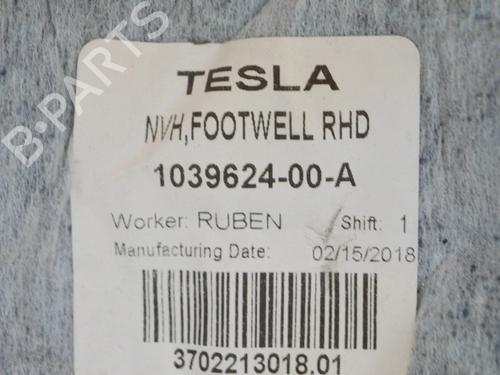 B-PARTS
TESLA
NVH,FOOTWELL RHD
1039624-00-A
Worker: RUBEN Shift: 1
Manufacturing Date: 02/15/2018
3702213018.01